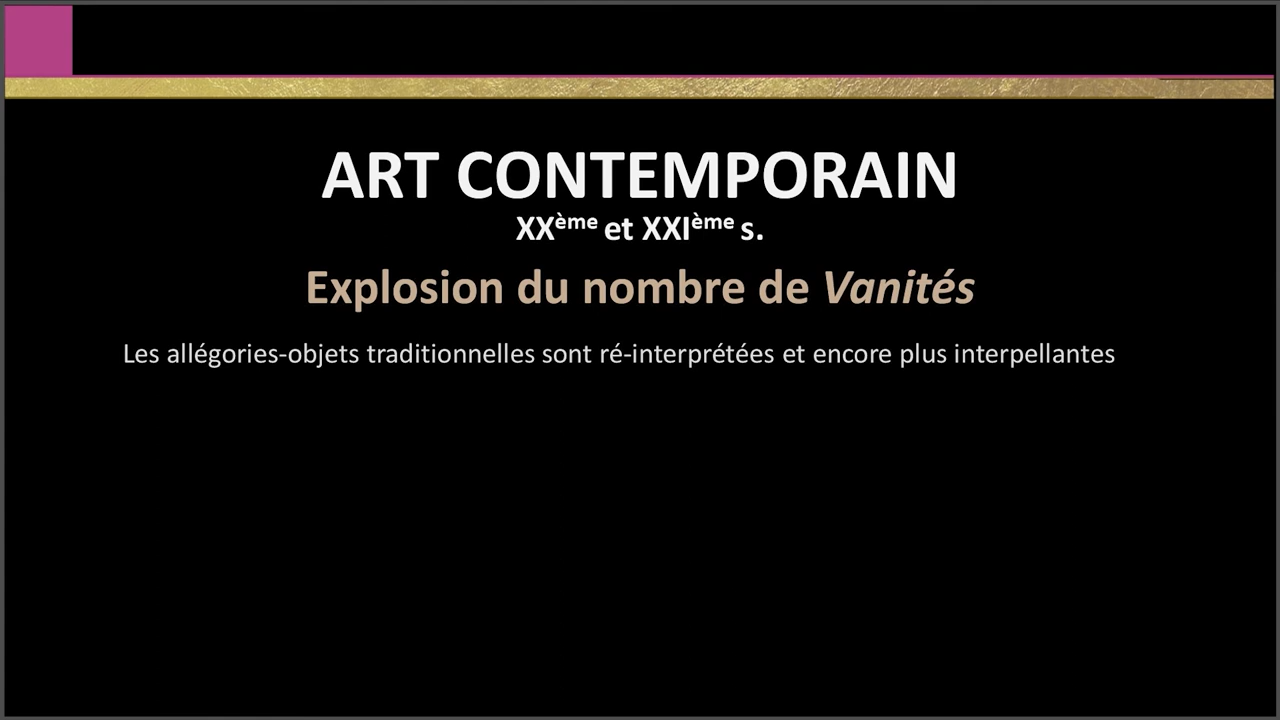 ART CONTEMPORAIN
XXème et XXIème s.
Explosion du nombre de Vanités
Les allégories-objets traditionnelles sont ré-interprétées et encore plus interpellantes